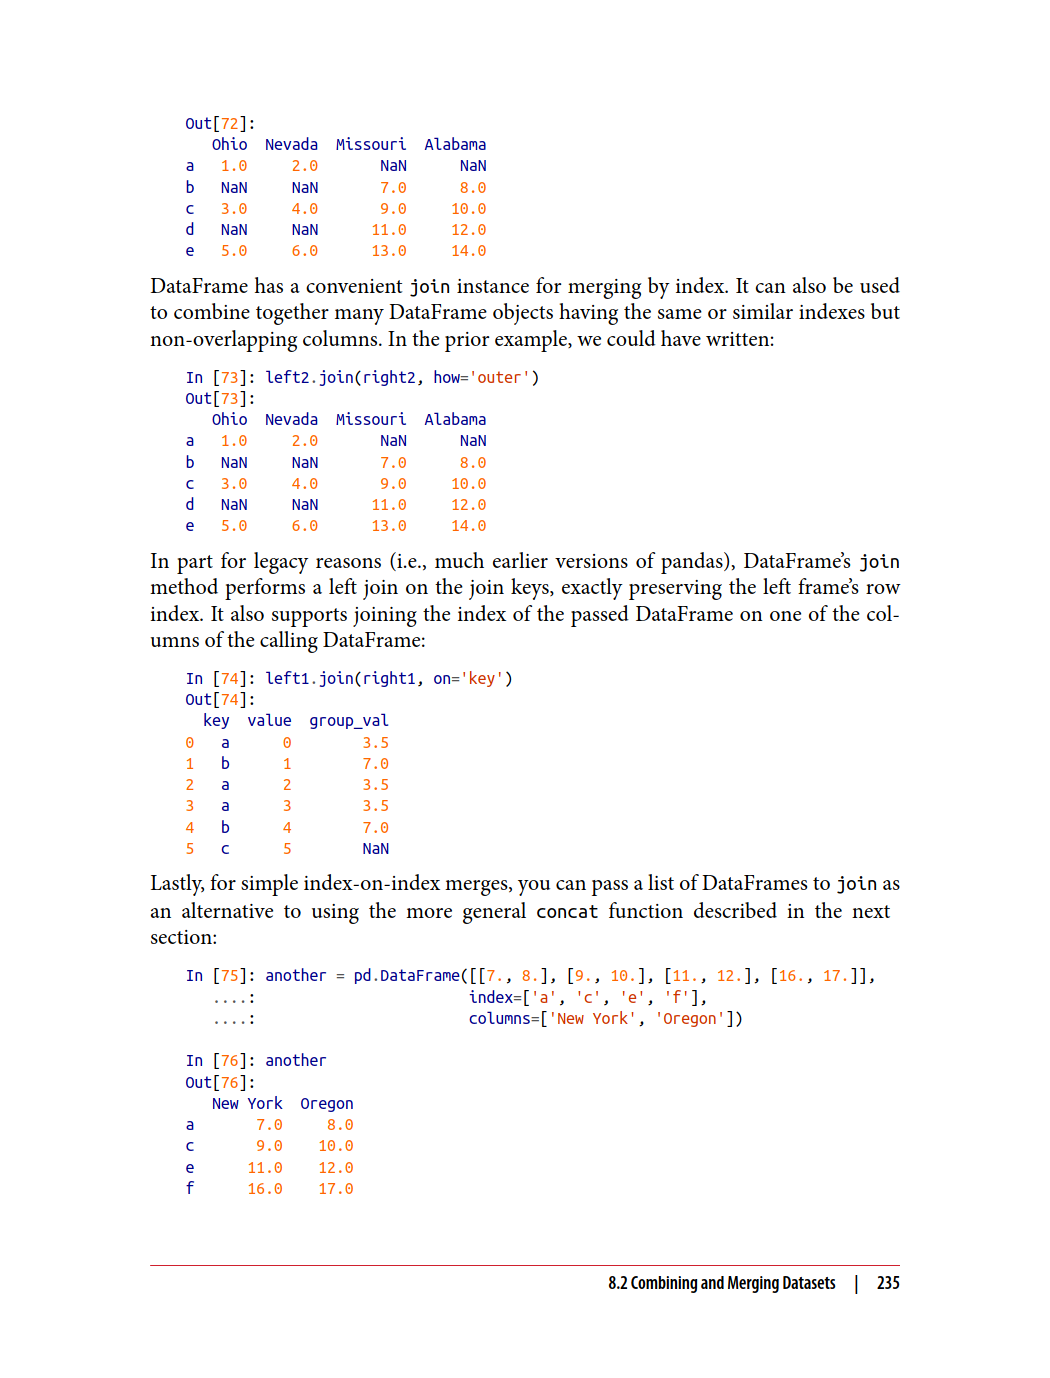 Out[72]:
   Ohio  Nevada  Missouri  Alabama
a   1.0     2.0       NaN      NaN
b   NaN     NaN       7.0      8.0
c   3.0     4.0       9.0     10.0
d   NaN     NaN      11.0     12.0
e   5.0     6.0      13.0     14.0
DataFrame has a convenient join instance for merging by index. It can also be used
to combine together many DataFrame objects having the same or similar indexes but
non-overlapping columns. In the prior example, we could have written:
In [73]: left2.join(right2, how='outer')
Out[73]:
   Ohio  Nevada  Missouri  Alabama
a   1.0     2.0       NaN      NaN
b   NaN     NaN       7.0      8.0
c   3.0     4.0       9.0     10.0
d   NaN     NaN      11.0     12.0
e   5.0     6.0      13.0     14.0
In part for legacy reasons (i.e., much earlier versions of pandas), DataFrame’s join
method performs a left join on the join keys, exactly preserving the left frame’s row
index. It also supports joining the index of the passed DataFrame on one of the col-
umns of the calling DataFrame:
In [74]: left1.join(right1, on='key')
Out[74]:
  key  value  group_val
0   a      0        3.5
1   b      1        7.0
2   a      2        3.5
3   a      3        3.5
4   b      4        7.0
5   c      5        NaN
Lastly, for simple index-on-index merges, you can pass a list of DataFrames to join as
an alternative to using the more general concat function described in the next
section:
In [75]: another = pd.DataFrame([[7., 8.], [9., 10.], [11., 12.], [16., 17.]],
   ....:                        index=['a', 'c', 'e', 'f'],
   ....:                        columns=['New York', 'Oregon'])
In [76]: another
Out[76]:
   New York  Oregon
a       7.0     8.0
c       9.0    10.0
e      11.0    12.0
f      16.0    17.0
8.2 Combining and Merging Datasets | 235